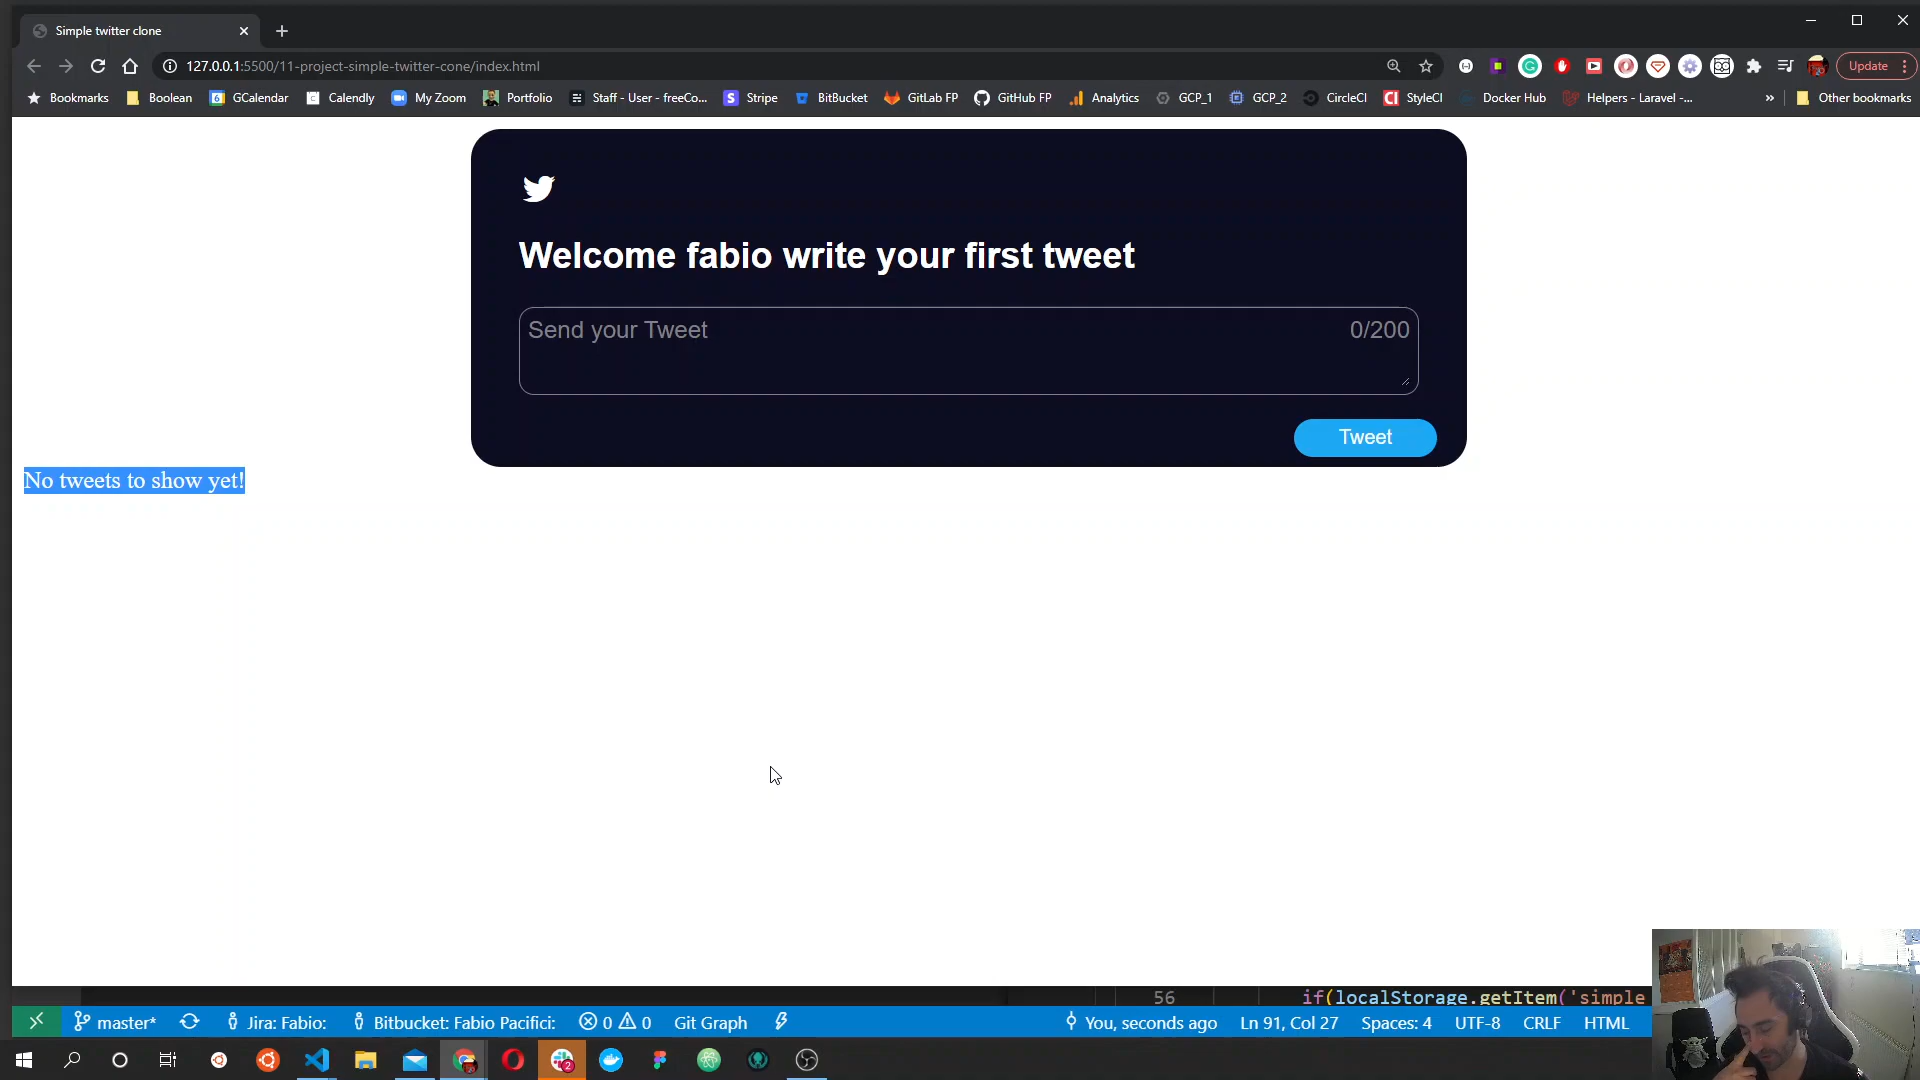 Simple twitter clone
127.0.0.1:5500/11-project-simple-twitter-cone/index.html
Update
Bookmarks
Boolean
GCalendar
Calendly
My Zoom
Portfolio
Staff - User - freeCo...
Stripe
BitBucket
GitLab FP
GitHub FP
Analytics
GCP_1
GCP_2
CircleCI
StyleCI
Docker Hub
Helpers - Laravel -...
»
Other bookmarks
Welcome fabio write your first tweet
Send your Tweet
0/200
Tweet
No tweets to show yet!
56 if(localStorage.getItem('simple
master*
Jira: Fabio:
Bitbucket: Fabio Pacifici:
0
0
Git Graph
You, seconds ago
Ln 91, Col 27
Spaces: 4
UTF-8
CRLF
HTML
2